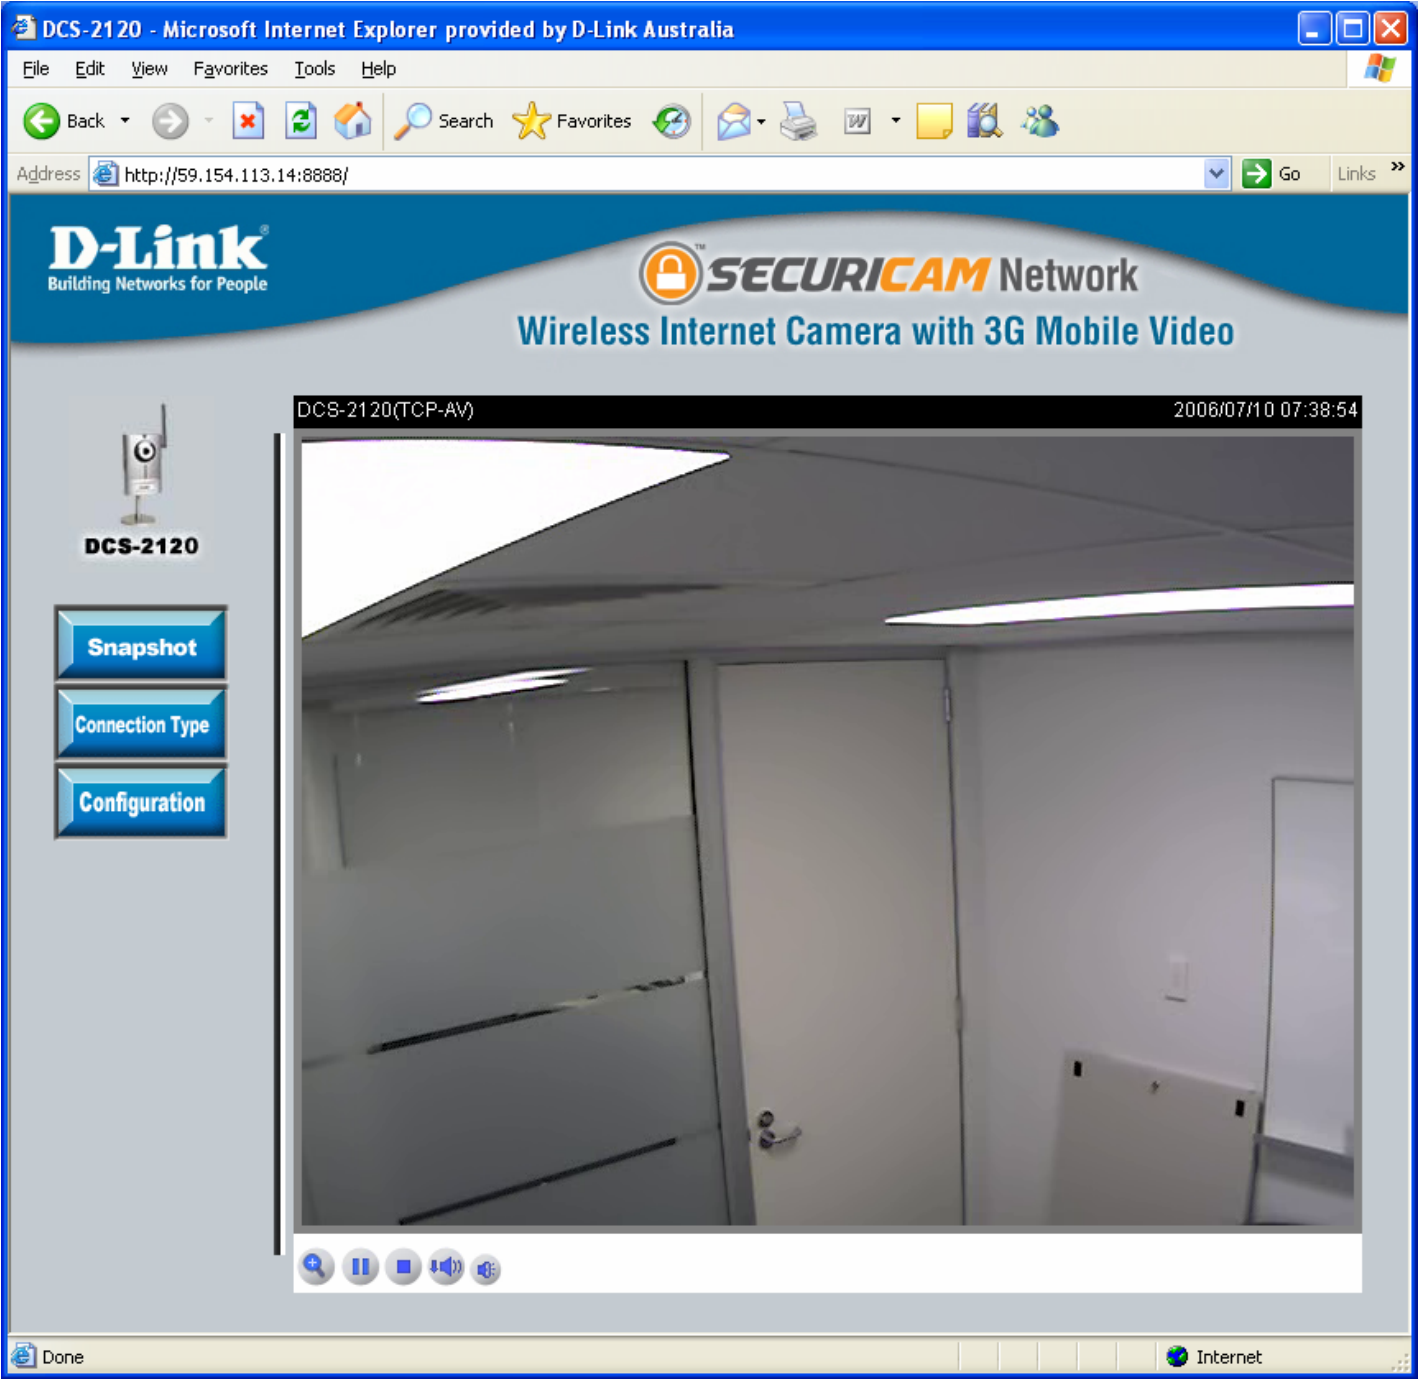 DCS-2120 - Microsoft Internet Explorer provided by D-Link Australia
File Edit View Favorites Tools Help
Back Search Favorites W
Address http://59.154.113.14:8888/ Go Links »
D-Link®
Building Networks for People
SECURICAM™ Network
Wireless Internet Camera with 3G Mobile Video
DCS-2120(TCP-AV) 2006/07/10 07:38:54
DCS-2120
Snapshot
Connection Type
Configuration
Done Internet